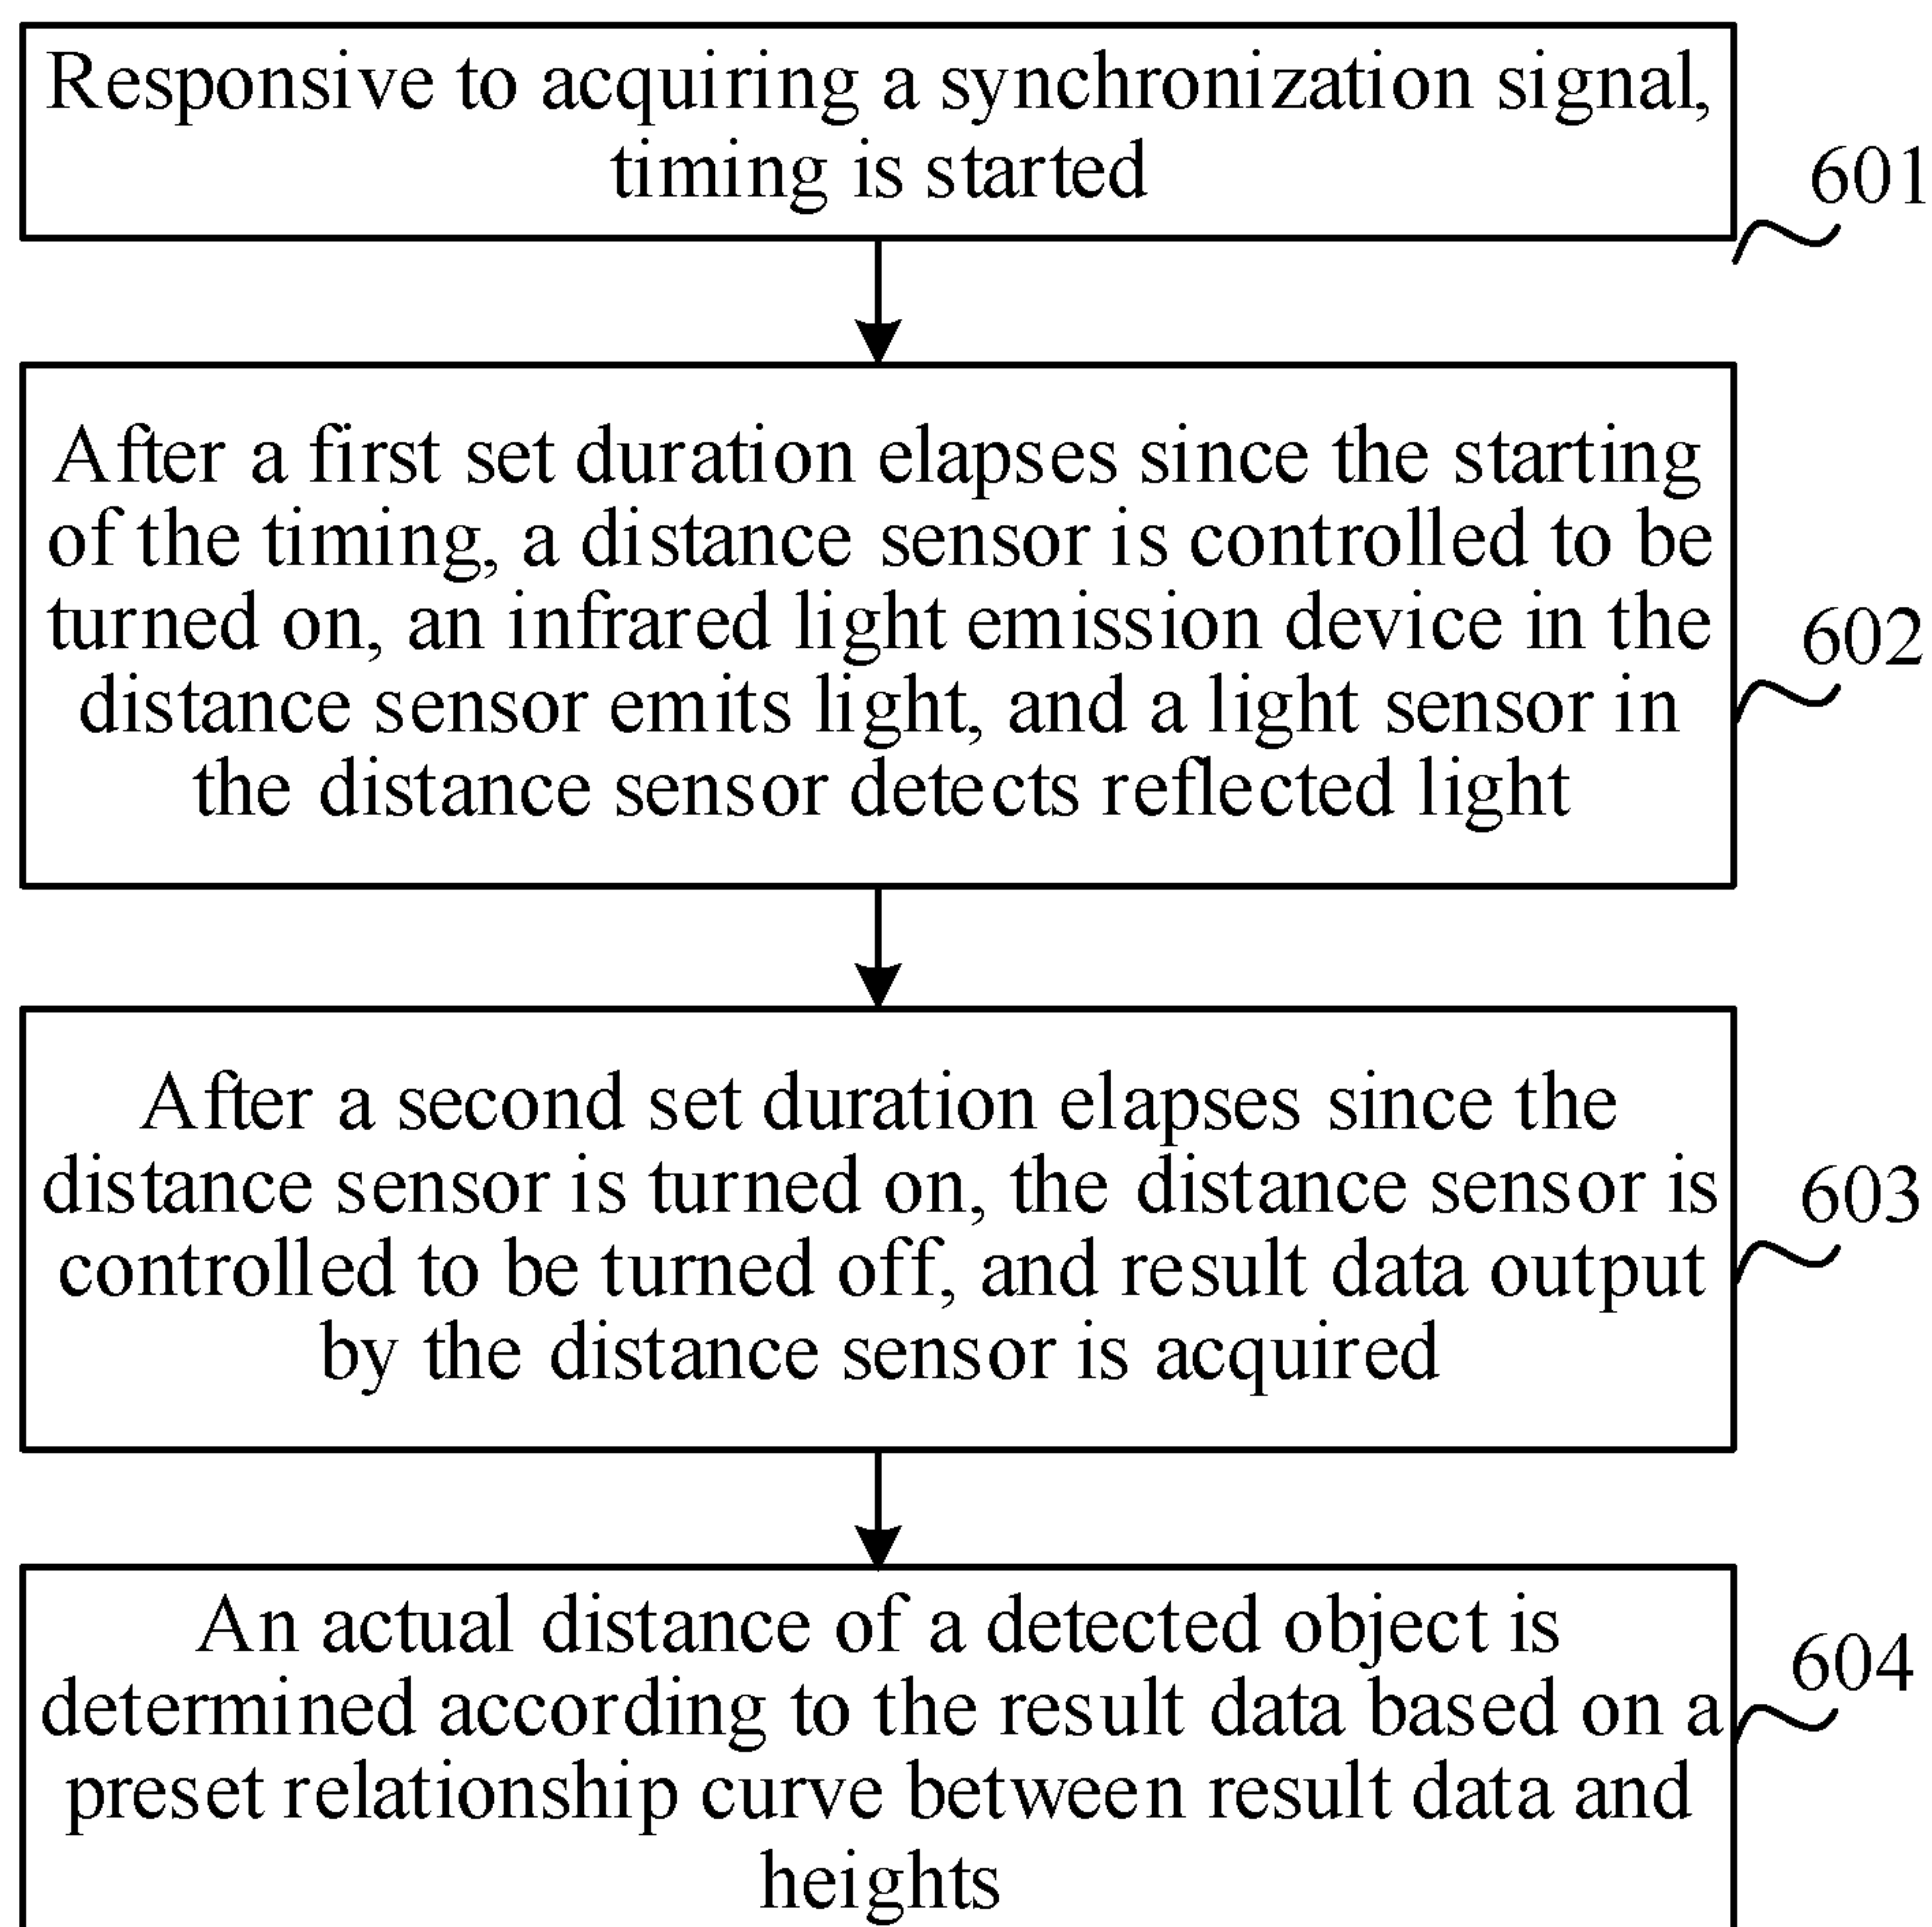 Responsive to acquiring a synchronization signal,
timing is started
601
After a first set duration elapses since the starting
of the timing, a distance sensor is controlled to be
turned on, an infrared light emission device in the
distance sensor emits light, and a light sensor in
the distance sensor detects reflected light
602
After a second set duration elapses since the
distance sensor is turned on, the distance sensor is
controlled to be turned off, and result data output
by the distance sensor is acquired
603
An actual distance of a detected object is
determined according to the result data based on a
preset relationship curve between result data and
heights
604